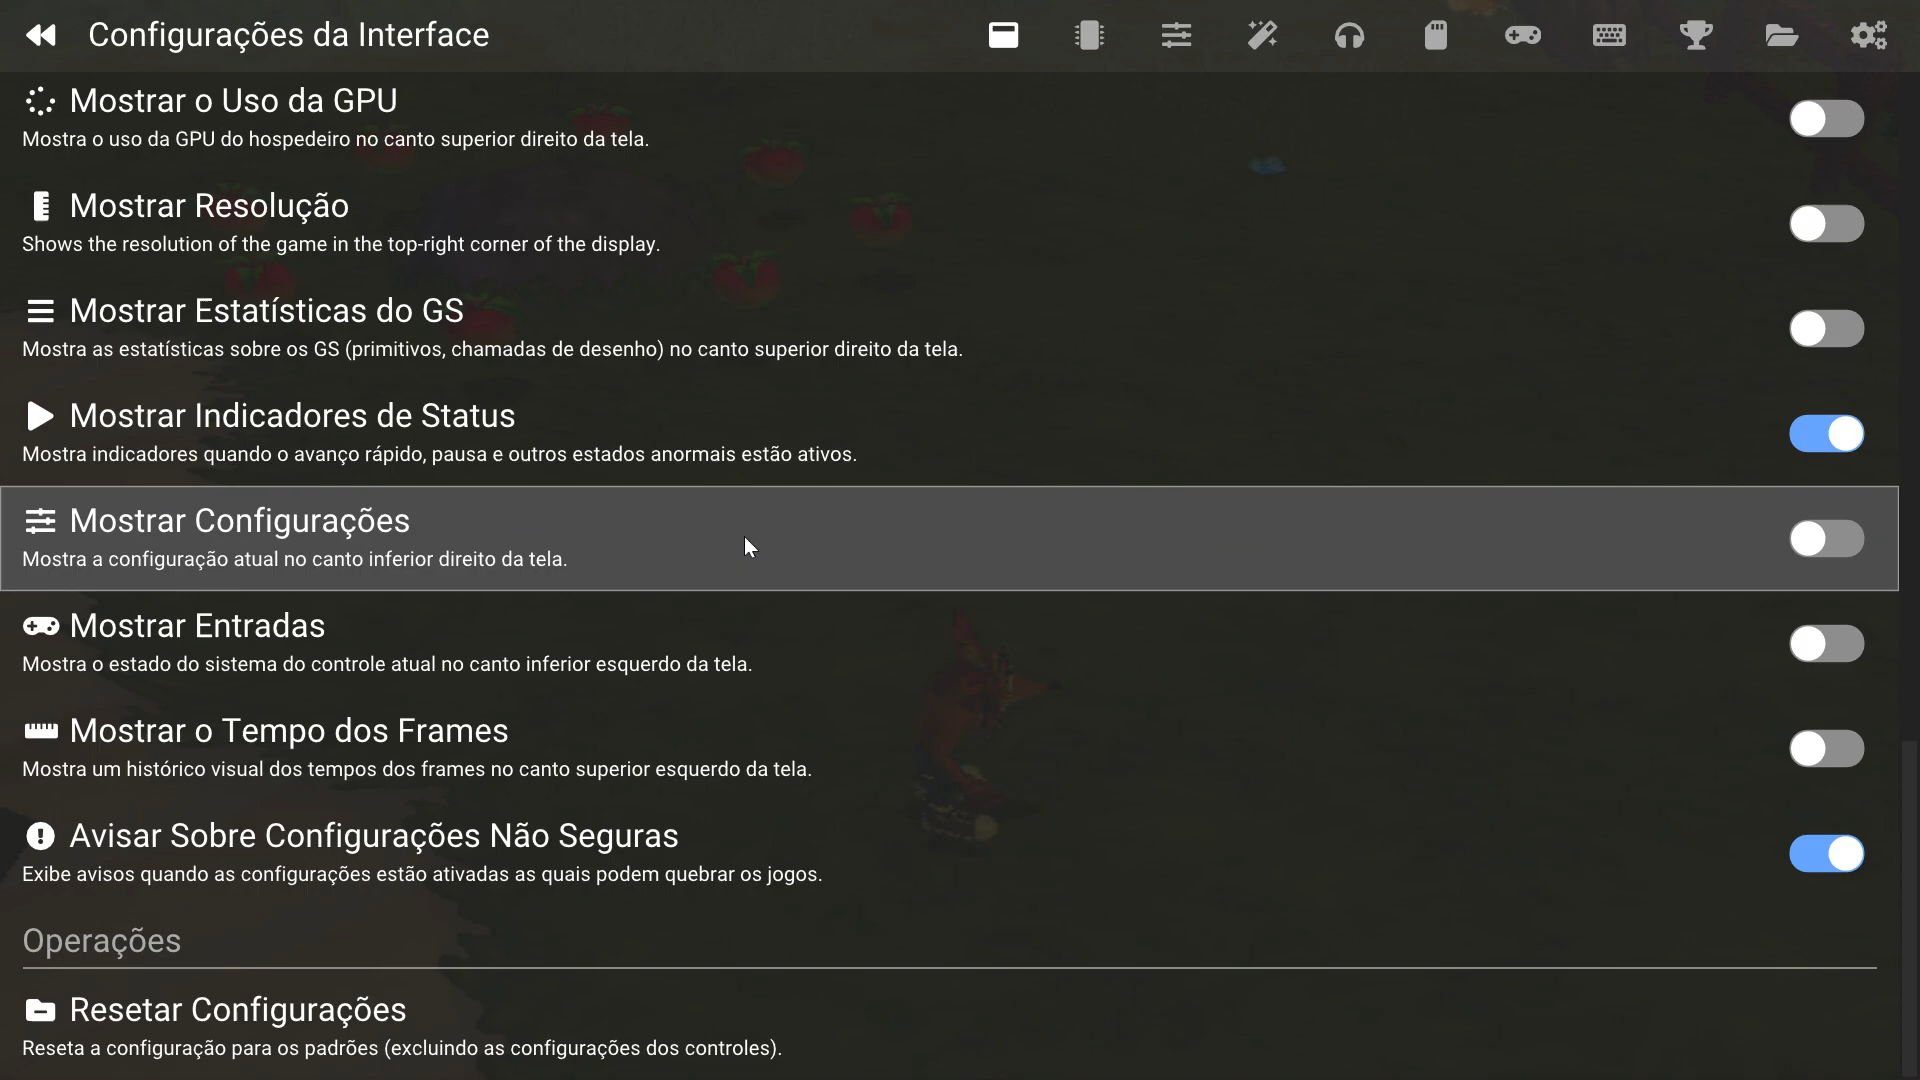 Configurações da Interface
Mostrar o Uso da GPU
Mostra o uso da GPU do hospedeiro no canto superior direito da tela.
Mostrar Resolução
Shows the resolution of the game in the top-right corner of the display.
Mostrar Estatísticas do GS
Mostra as estatísticas sobre os GS (primitivos, chamadas de desenho) no canto superior direito da tela.
Mostrar Indicadores de Status
Mostra indicadores quando o avanço rápido, pausa e outros estados anormais estão ativos.
Mostrar Configurações
Mostra a configuração atual no canto inferior direito da tela.
Mostrar Entradas
Mostra o estado do sistema do controle atual no canto inferior esquerdo da tela.
Mostrar o Tempo dos Frames
Mostra um histórico visual dos tempos dos frames no canto superior esquerdo da tela.
Avisar Sobre Configurações Não Seguras
Exibe avisos quando as configurações estão ativadas as quais podem quebrar os jogos.
Operações
Resetar Configurações
Reseta a configuração para os padrões (excluindo as configurações dos controles).